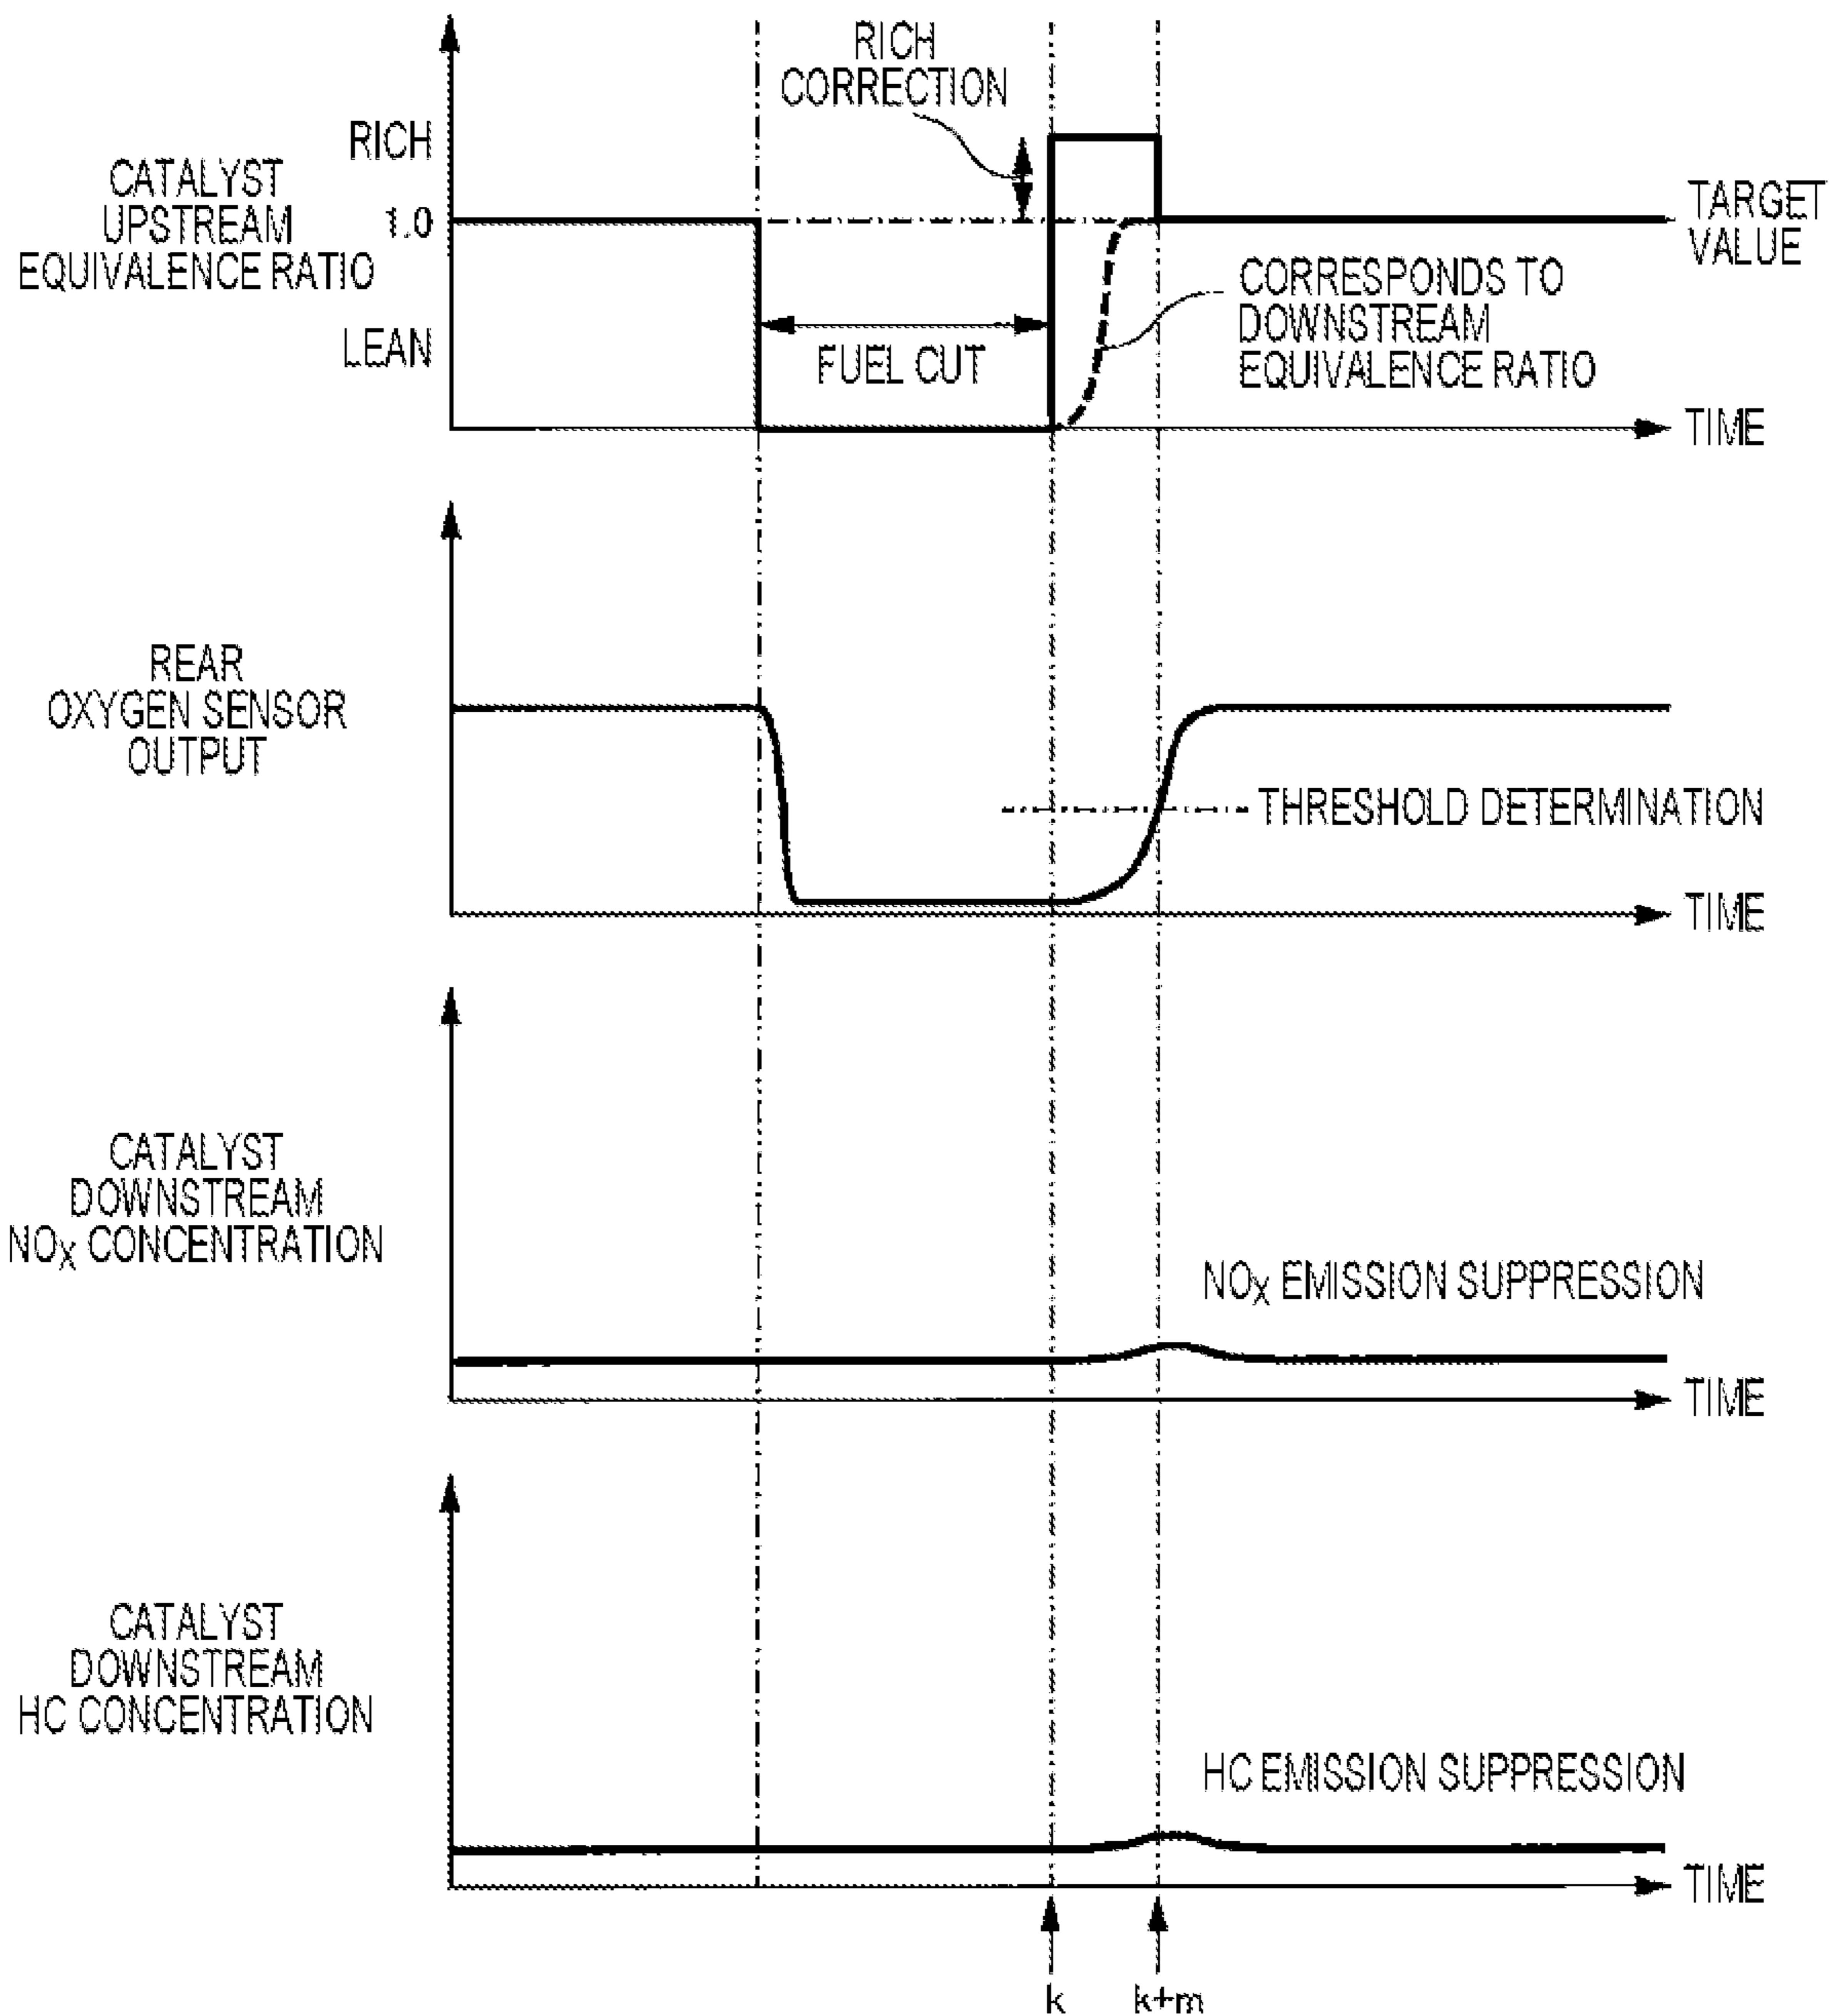 RICH
CORRECTION
RICH
CATALYST
UPSTREAM
EQUIVALENCE RATIO
1.0
LEAN
FUEL CUT
TARGET
VALUE
CORRESPONDS TO
DOWNSTREAM
EQUIVALENCE RATIO
TIME
REAR
OXYGEN SENSOR
OUTPUT
THRESHOLD DETERMINATION
TIME
CATALYST
DOWNSTREAM
NOX CONCENTRATION
NOX EMISSION SUPPRESSION
TIME
CATALYST
DOWNSTREAM
HC CONCENTRATION
HC EMISSION SUPPRESSION
TIME
k
k+m